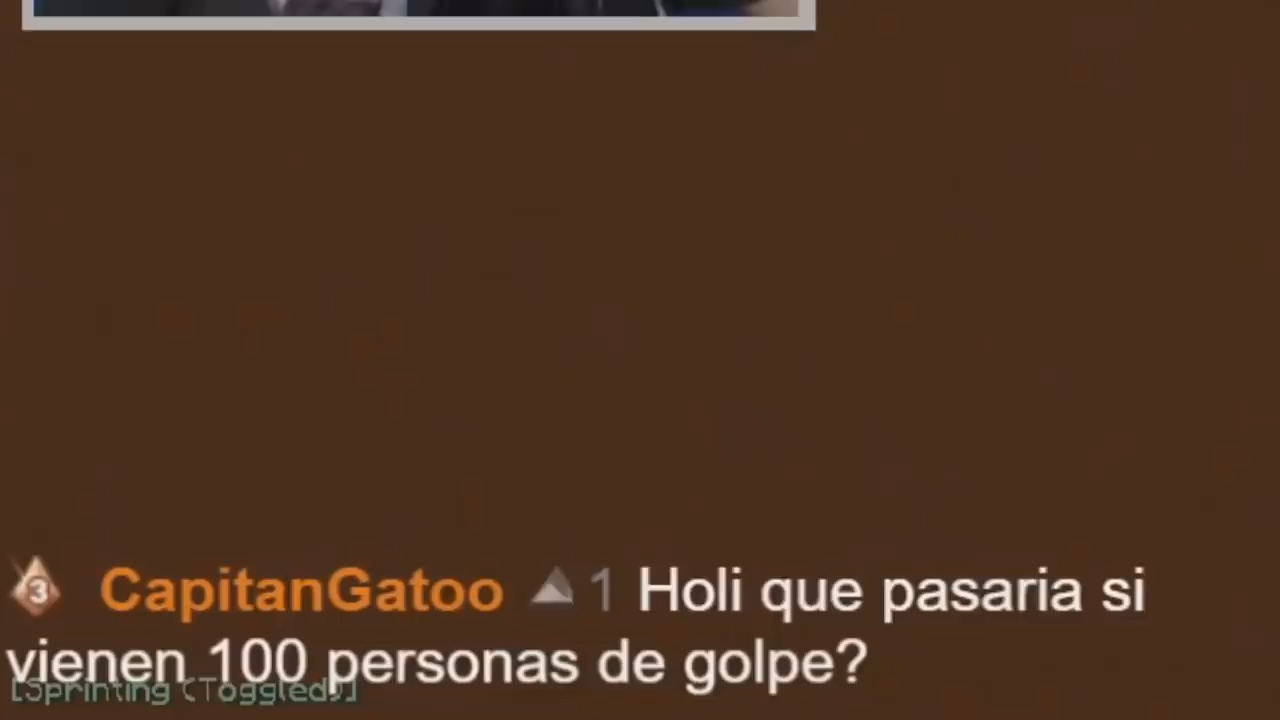 3 CapitanGatoo 1 Holi que pasaria si
vienen 100 personas de golpe?
[Sprinting (Toggled)]